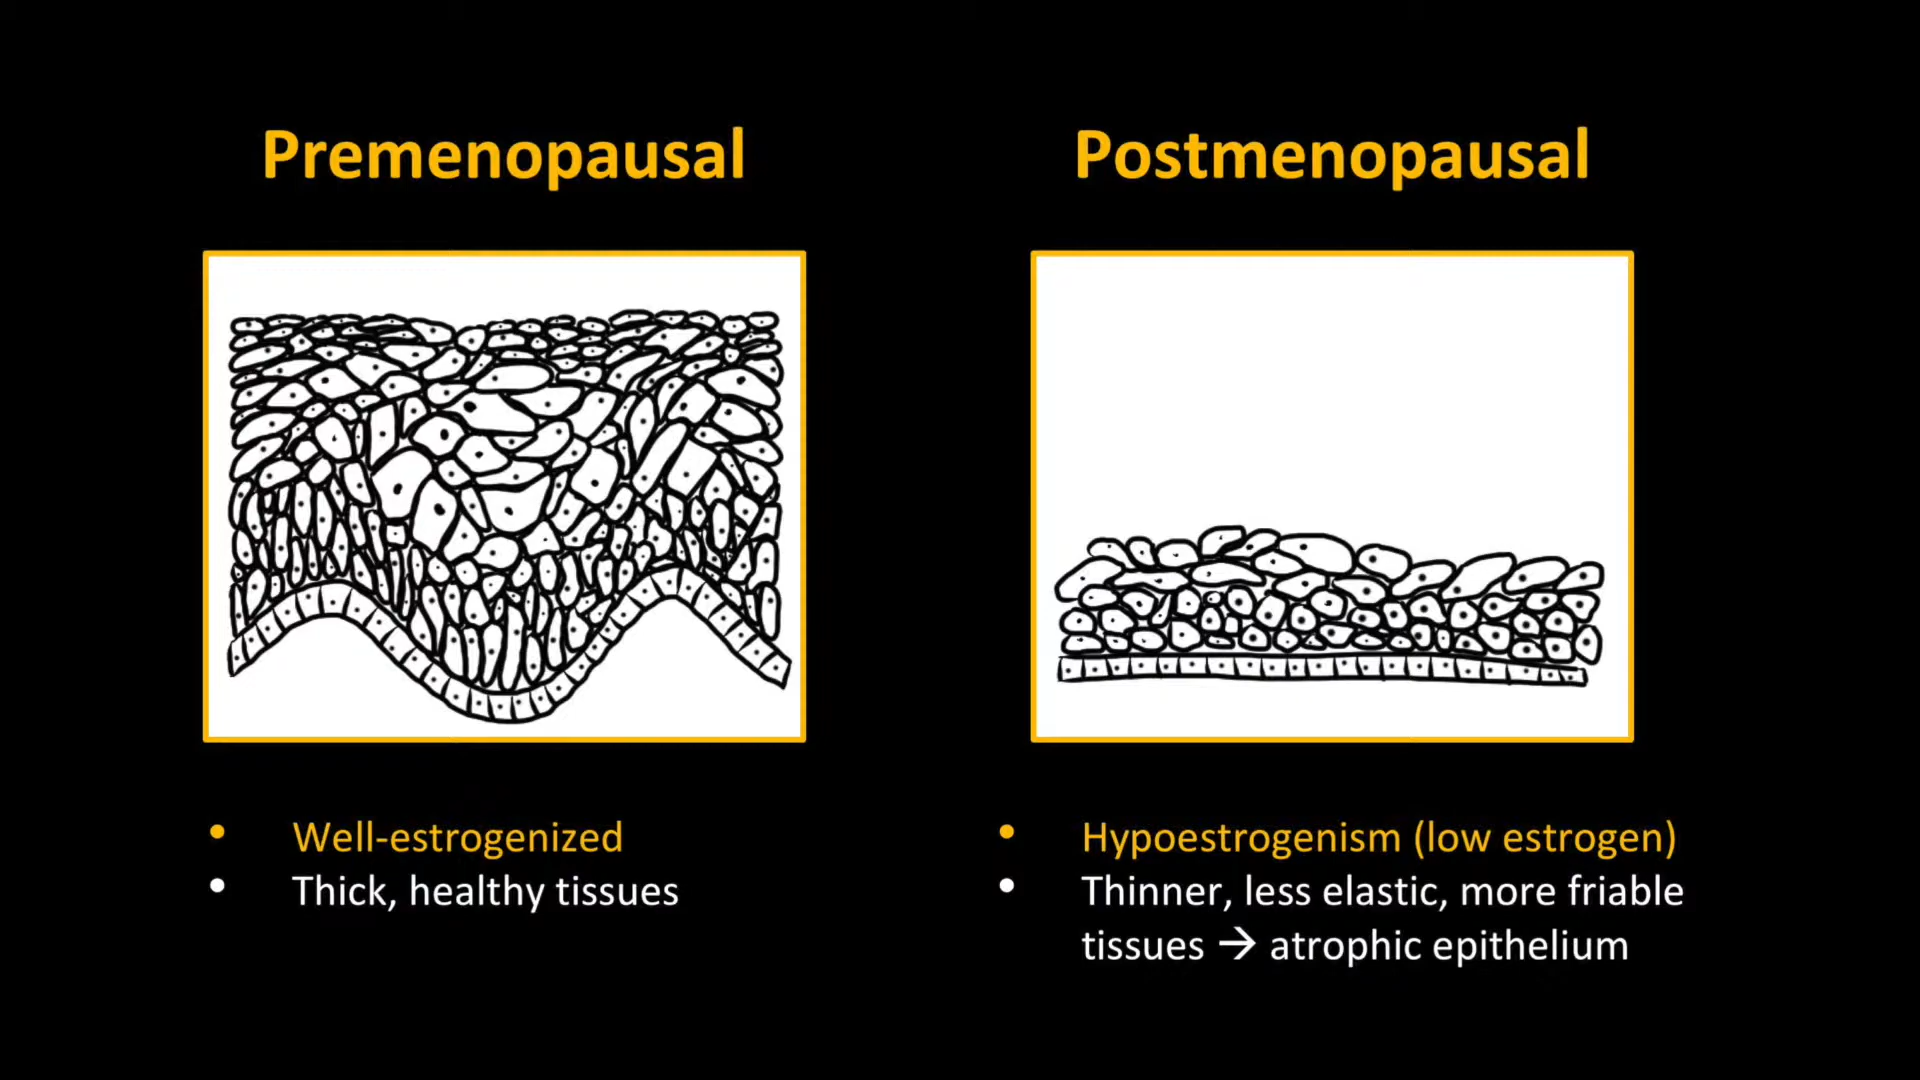 Premenopausal
Postmenopausal
• Well-estrogenized
• Thick, healthy tissues
• Hypoestrogenism (low estrogen)
• Thinner, less elastic, more friable
tissues → atrophic epithelium